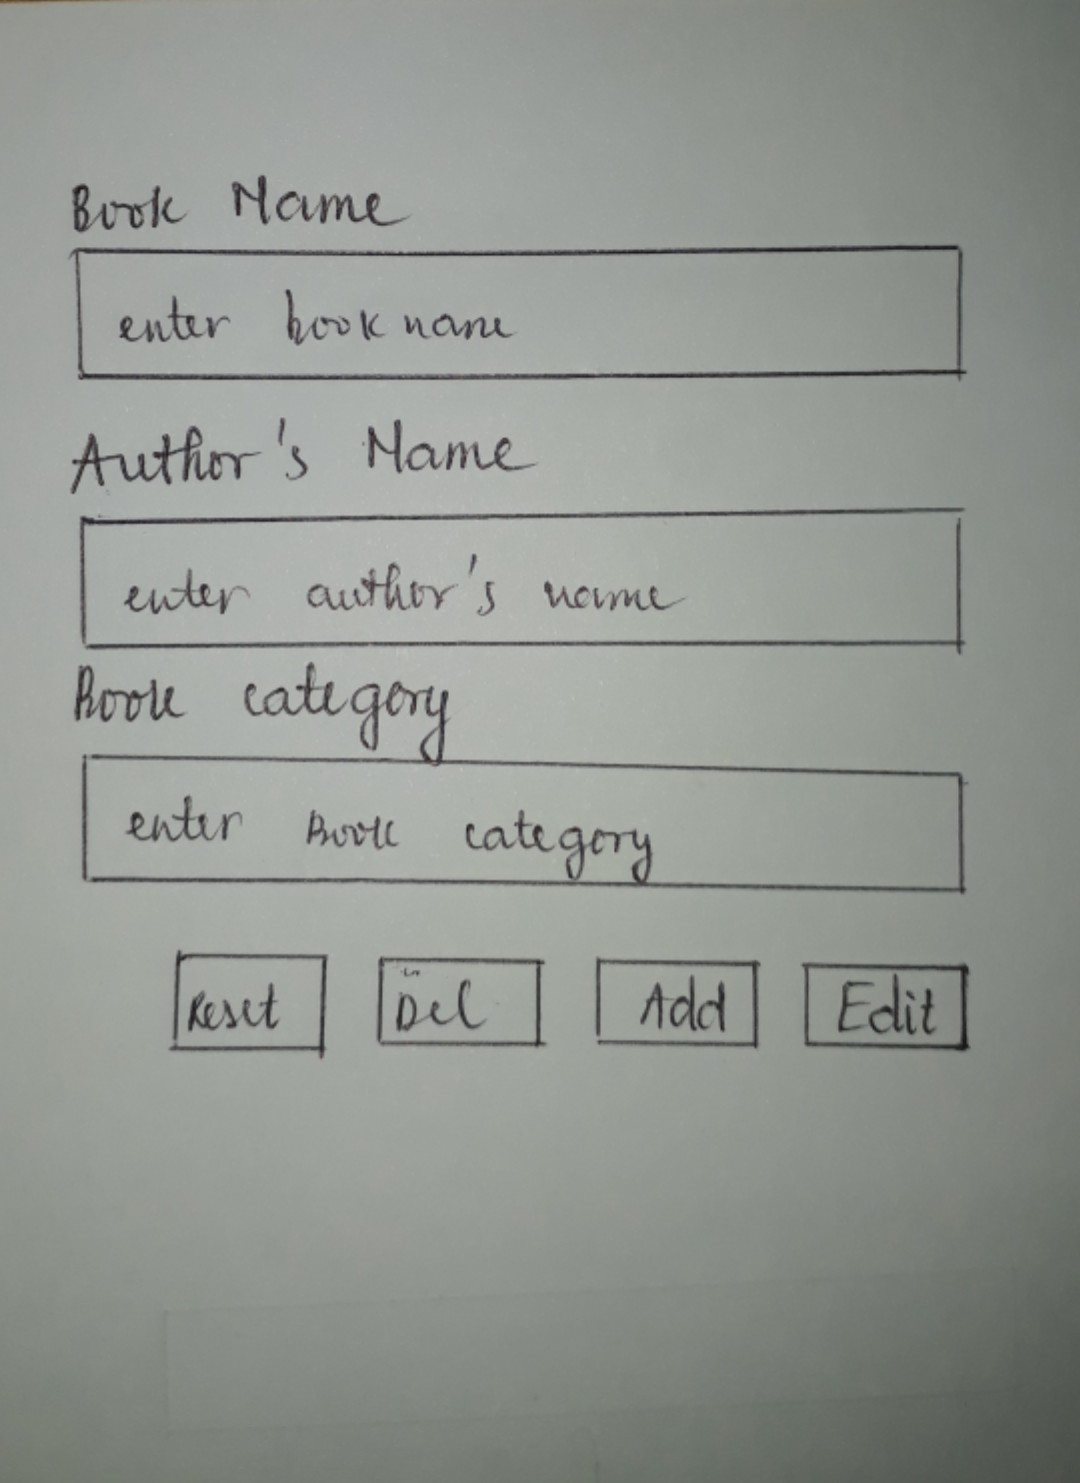 Book Name
enter book name
Author's Name
enter author's name
Book category
enter Book category
Reset Del Add Edit